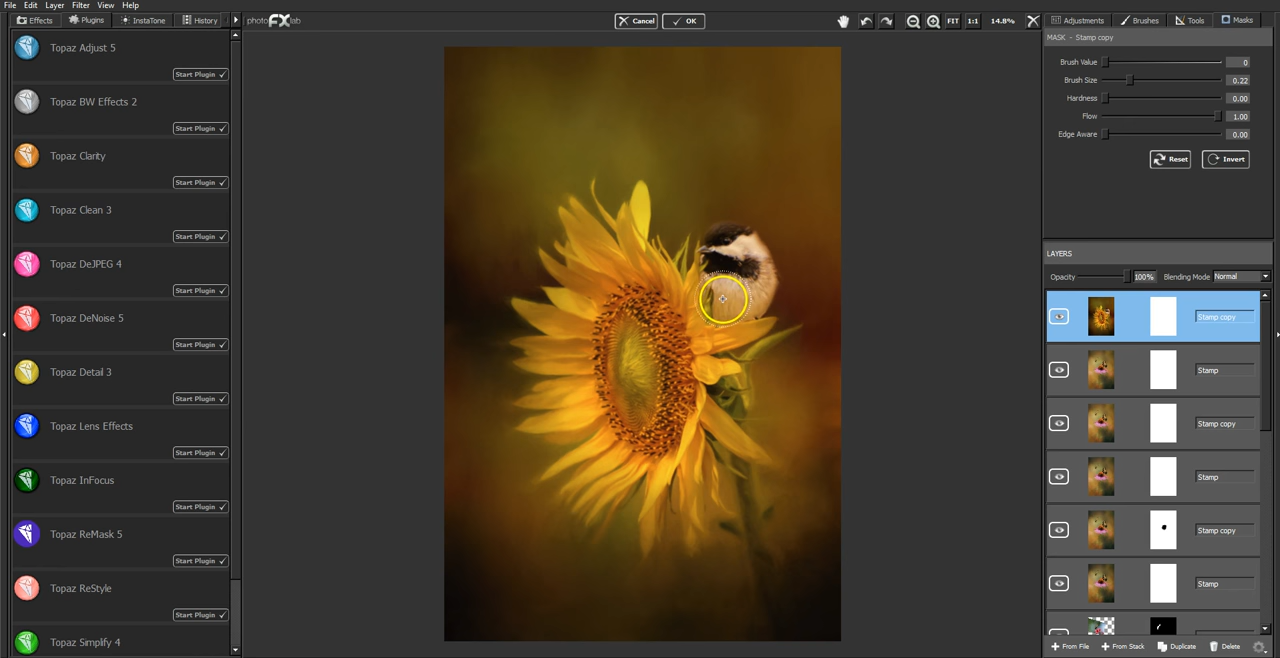 File Edit Layer Filter View Help
Effects Plugins InstaTone History
photo FX lab
Cancel OK
FIT 1:1 14.8%
Adjustments Brushes Tools Masks
Topaz Adjust 5
Start Plugin
Topaz BW Effects 2
Start Plugin
Topaz Clarity
Start Plugin
Topaz Clean 3
Start Plugin
Topaz DeJPEG 4
Start Plugin
Topaz DeNoise 5
Start Plugin
Topaz Detail 3
Start Plugin
Topaz Lens Effects
Start Plugin
Topaz InFocus
Start Plugin
Topaz ReMask 5
Start Plugin
Topaz ReStyle
Start Plugin
Topaz Simplify 4
MASK - Stamp copy
Brush Value 0
Brush Size 0.22
Hardness 0.00
Flow 1.00
Edge Aware 0.00
Reset Invert
LAYERS
Opacity 100% Blending Mode Normal
Stamp copy
Stamp
Stamp copy
Stamp
Stamp copy
Stamp
From File From Stack Duplicate Delete